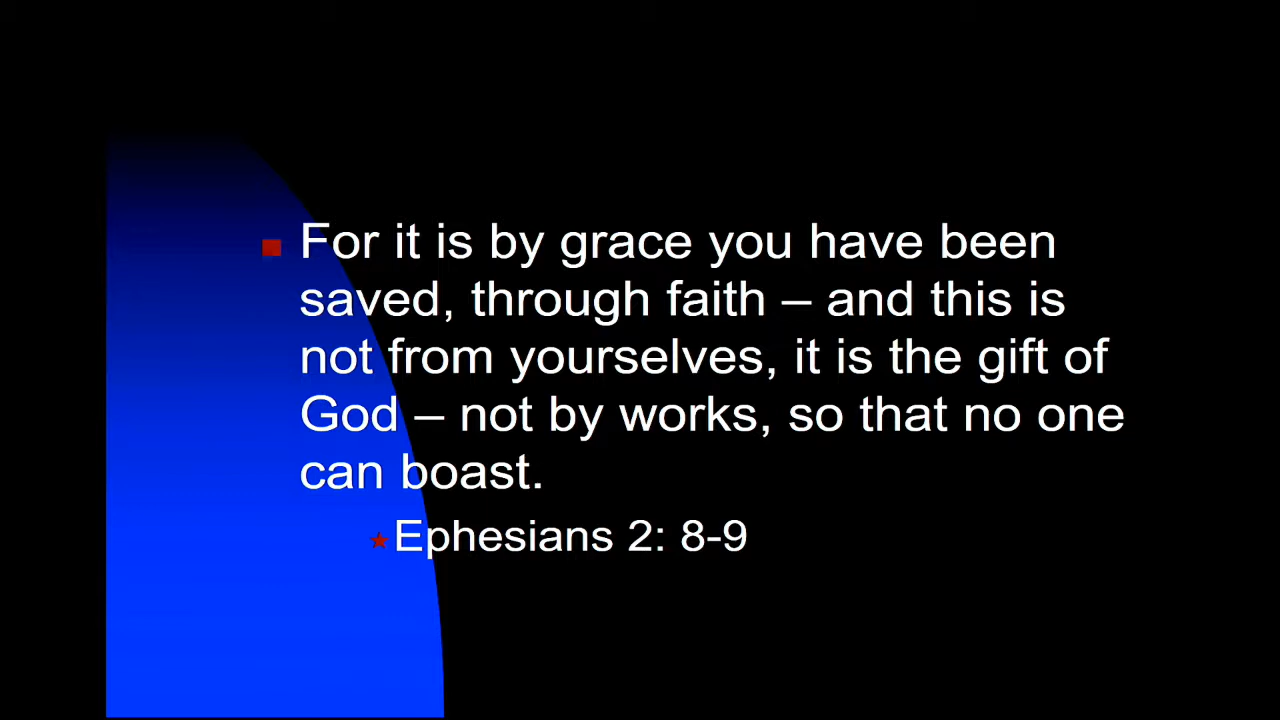 For it is by grace you have been
saved, through faith – and this is
not from yourselves, it is the gift of
God – not by works, so that no one
can boast.
Ephesians 2: 8-9